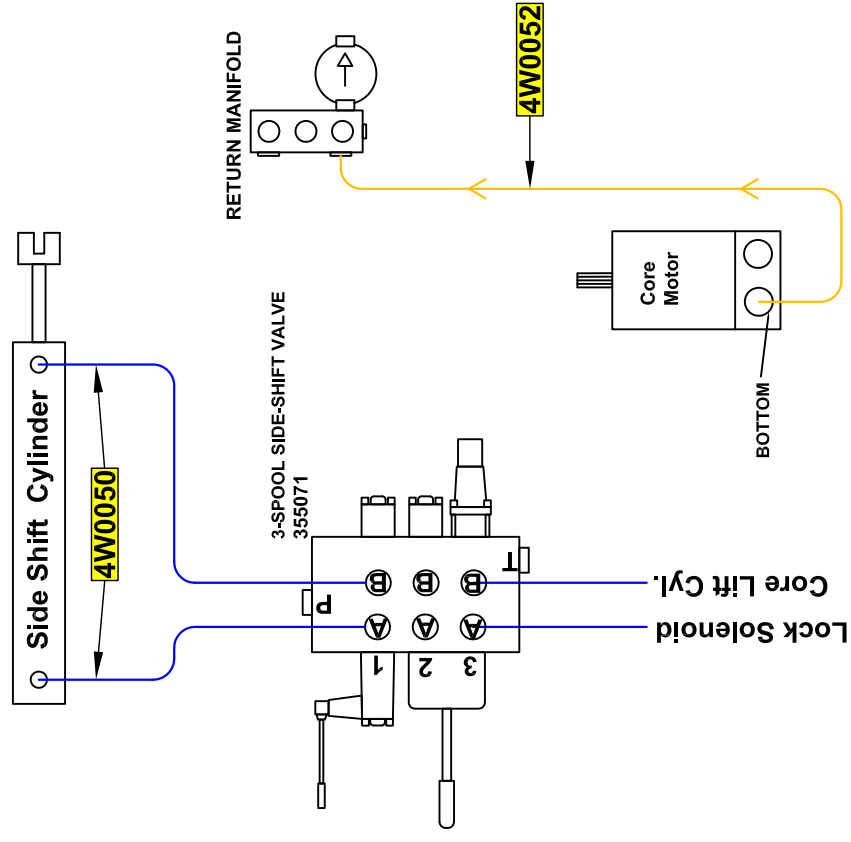 RETURN MANIFOLD
4W0052
Side Shift Cylinder
4W0050
3-SPOOL SIDE-SHIFT VALVE
355071
Core
Motor
BOTTOM
P
T
B
B
B
A
A
A
1
2
3
Core Lift Cyl.
Lock Solenoid